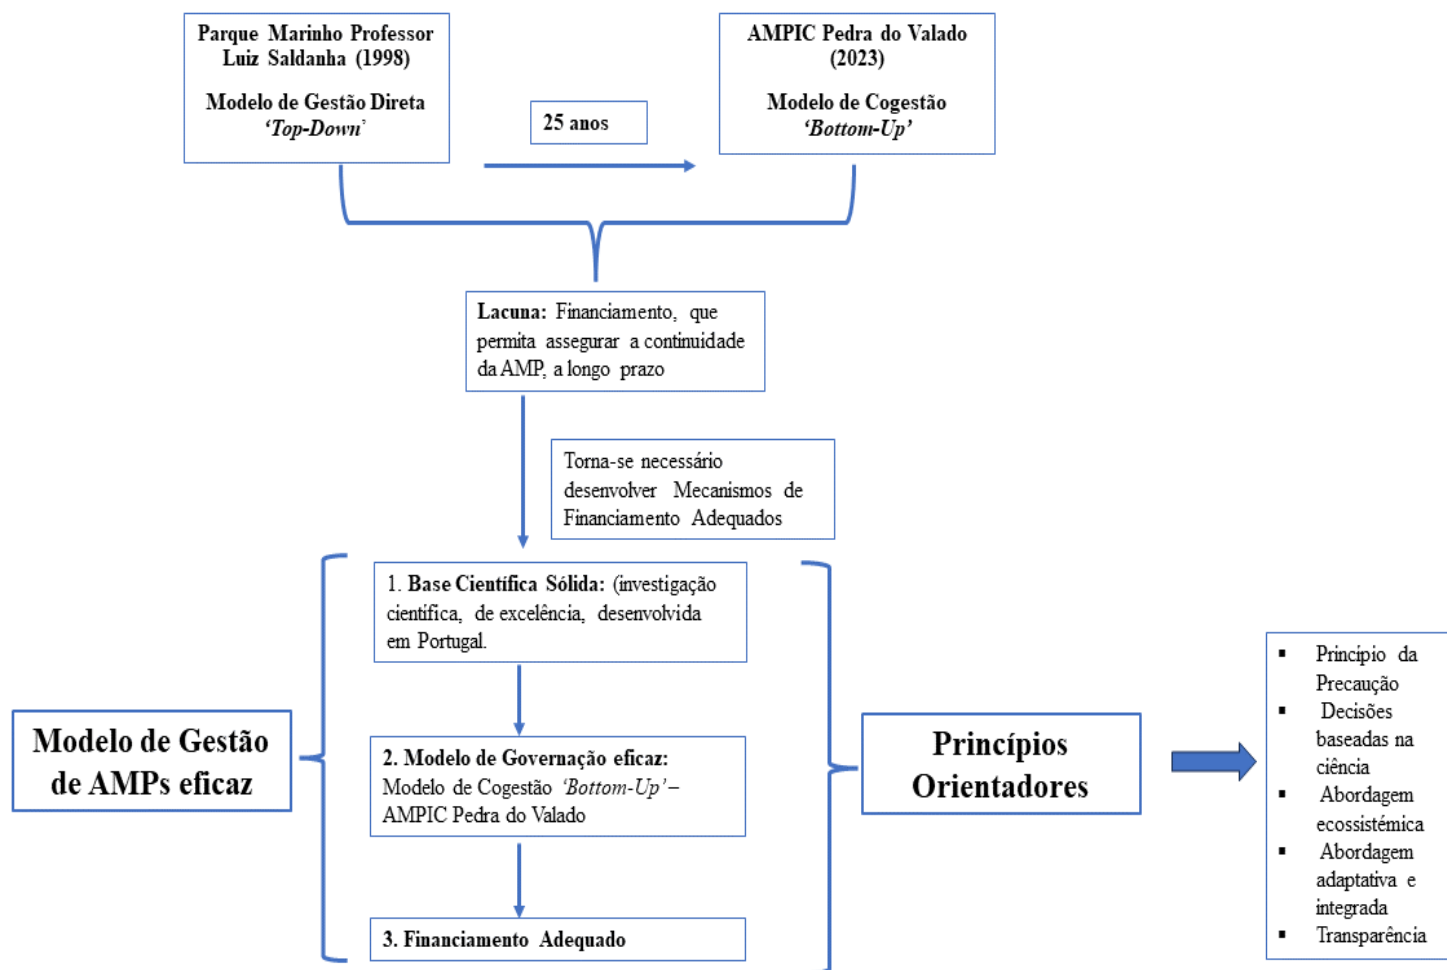 Parque Marinho Professor
Luiz Saldanha (1998)
Modelo de Gestão Direta
‘Top-Down’
25 anos
AMPIC Pedra do Valado
(2023)
Modelo de Cogestão
‘Bottom-Up’
Lacuna: Financiamento, que
permita assegurar a continuidade
da AMP, a longo prazo
Torna-se necessário
desenvolver Mecanismos de
Financiamento Adequados
Modelo de Gestão
de AMPs eficaz
1. Base Científica Sólida: (investigação
científica, de excelência, desenvolvida
em Portugal.
2. Modelo de Governação eficaz:
Modelo de Cogestão ‘Bottom-Up’ –
AMPIC Pedra do Valado
3. Financiamento Adequado
Princípios
Orientadores
▪ Princípio da
Precaução
▪ Decisões
baseadas na
ciência
▪ Abordagem
ecossistémica
▪ Abordagem
adaptativa e
integrada
▪ Transparência